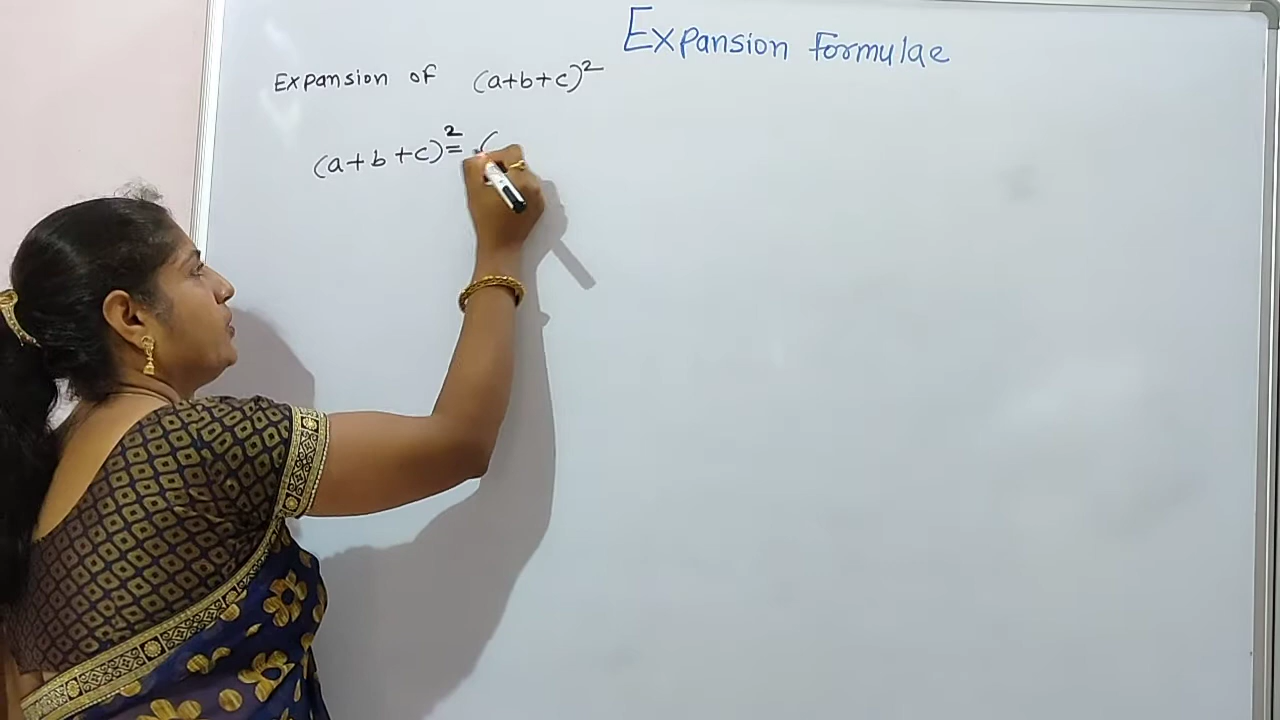 Expansion Formulae
Expansion of (a+b+c)²
(a+b+c)² = (